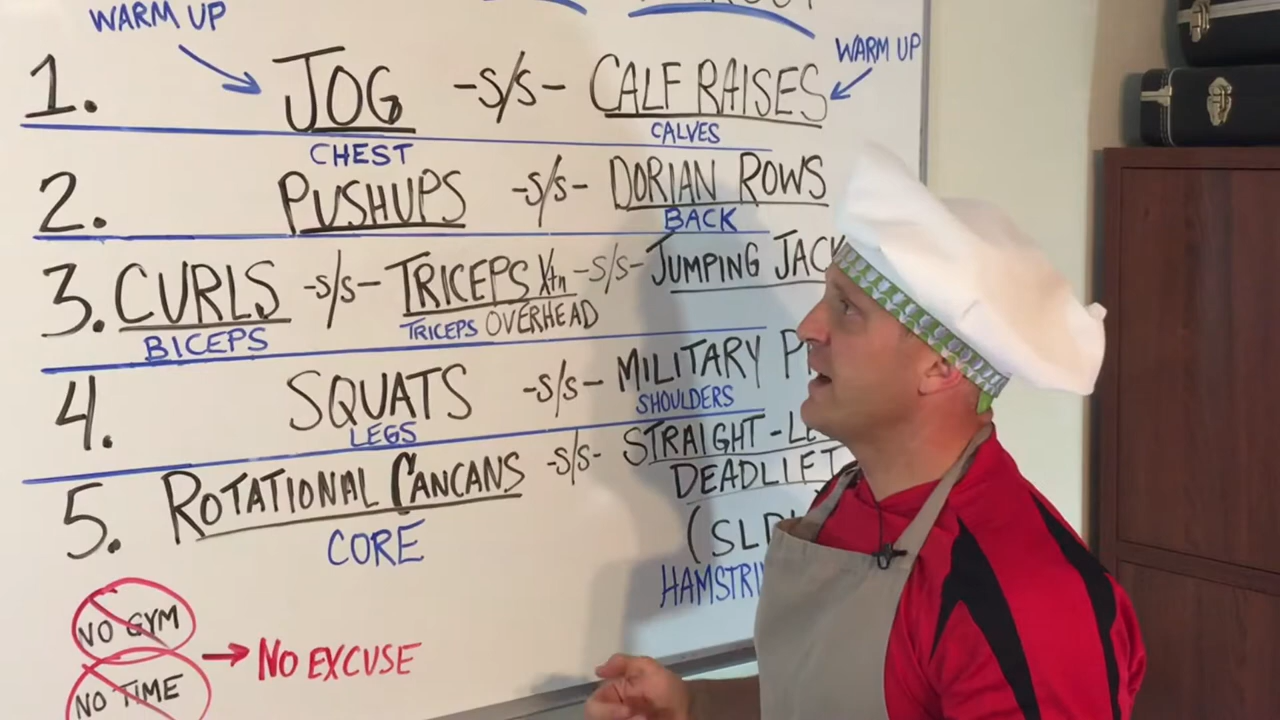 WARM UP
WARM UP
1. JOG -S/S- CALF RAISES
CALVES
CHEST
2. PUSHUPS -S/S- DORIAN ROWS
BACK
3. CURLS -S/S- TRICEPS Xtn -S/S- JUMPING JACK
BICEPS TRICEPS OVERHEAD
4. SQUATS -S/S- MILITARY P
LEGS SHOULDERS
5. ROTATIONAL CANCANS -S/S- STRAIGHT-LE
DEADLIFT
CORE (SLD
HAMSTRI
NO GYM
NO TIME → NO EXCUSE